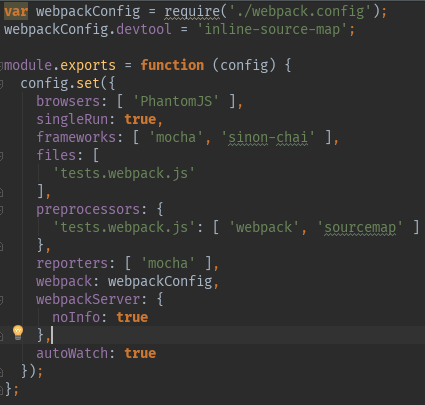 var webpackConfig = require('./webpack.config');
webpackConfig.devtool = 'inline-source-map';

module.exports = function (config) {
  config.set({
    browsers: [ 'PhantomJS' ],
    singleRun: true,
    frameworks: [ 'mocha', 'sinon-chai' ],
    files: [
      'tests.webpack.js'
    ],
    preprocessors: {
      'tests.webpack.js': [ 'webpack', 'sourcemap' ]
    },
    reporters: [ 'mocha' ],
    webpack: webpackConfig,
    webpackServer: {
      noInfo: true
    },
    autoWatch: true
  });
};